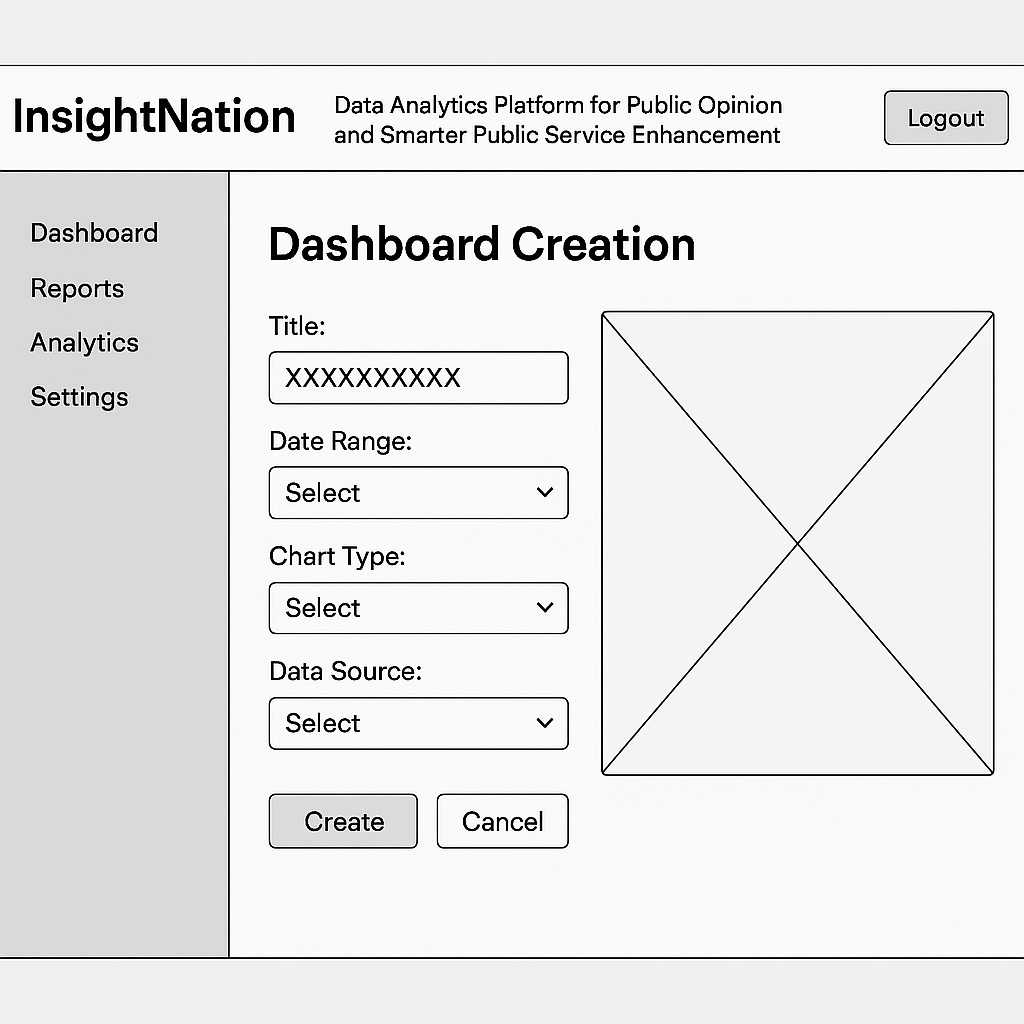 InsightNation
Data Analytics Platform for Public Opinion
and Smarter Public Service Enhancement
Logout
Dashboard
Reports
Analytics
Settings
Dashboard Creation
Title:
XXXXXXXXXX
Date Range:
Select
Chart Type:
Select
Data Source:
Select
Create
Cancel